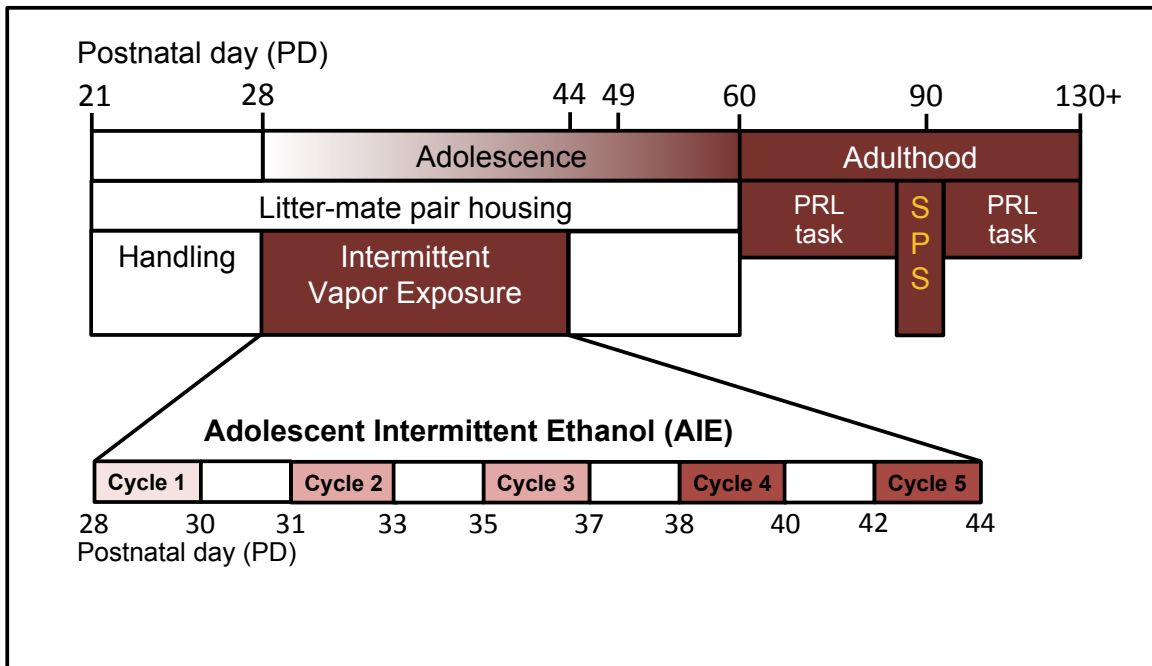 Postnatal day (PD)
21 28 44 49 60 90 130+
Adolescence Adulthood
Litter-mate pair housing
PRL
task
S
P
S
PRL
task
Handling
Intermittent
Vapor Exposure
Adolescent Intermittent Ethanol (AIE)
Cycle 1 Cycle 2 Cycle 3 Cycle 4 Cycle 5
28 30 31 33 35 37 38 40 42 44
Postnatal day (PD)